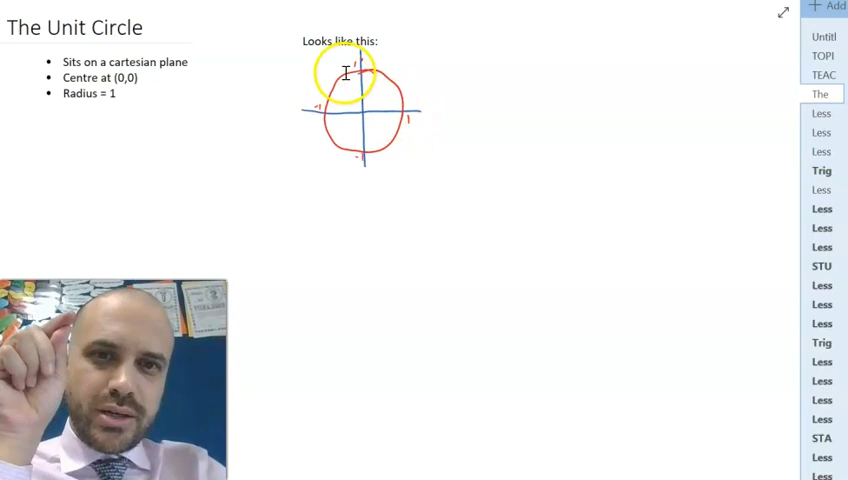 The Unit Circle
Sits on a cartesian plane
Centre at (0,0)
Radius = 1
Looks like this:
1
-1
1
-1
Add
Untitl
TOPI
TEAC
The
Less
Less
Less
Trig
Less
Less
Less
Less
STU
Less
Less
Less
Trig
Less
Less
Less
Less
STA
Less
Less